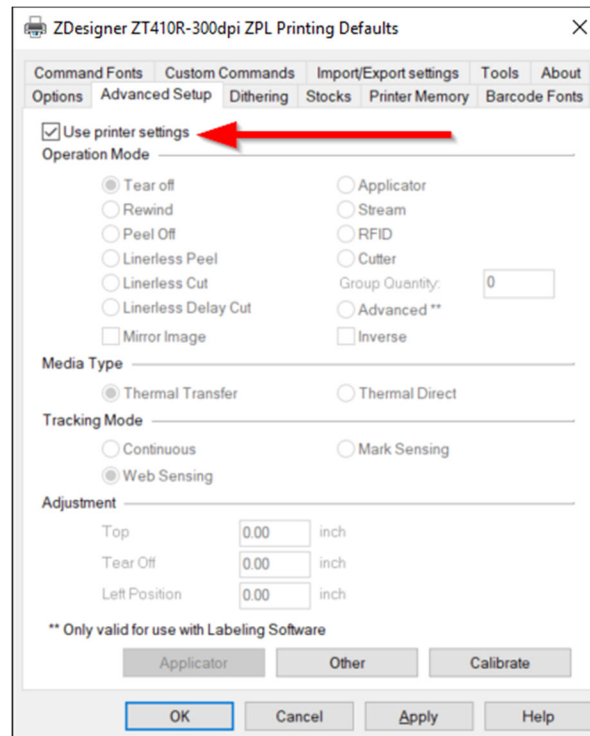 ZDesigner ZT410R-300dpi ZPL Printing Defaults
Command Fonts Custom Commands Import/Export settings Tools About
Options Advanced Setup Dithering Stocks Printer Memory Barcode Fonts
Use printer settings
Operation Mode
Tear off Applicator
Rewind Stream
Peel Off RFID
Linerless Peel Cutter
Linerless Cut Group Quantity: 0
Linerless Delay Cut Advanced **
Mirror Image Inverse
Media Type
Thermal Transfer Thermal Direct
Tracking Mode
Continuous Mark Sensing
Web Sensing
Adjustment
Top 0.00 inch
Tear Off 0.00 inch
Left Position 0.00 inch
** Only valid for use with Labeling Software
Applicator Other Calibrate
OK Cancel Apply Help